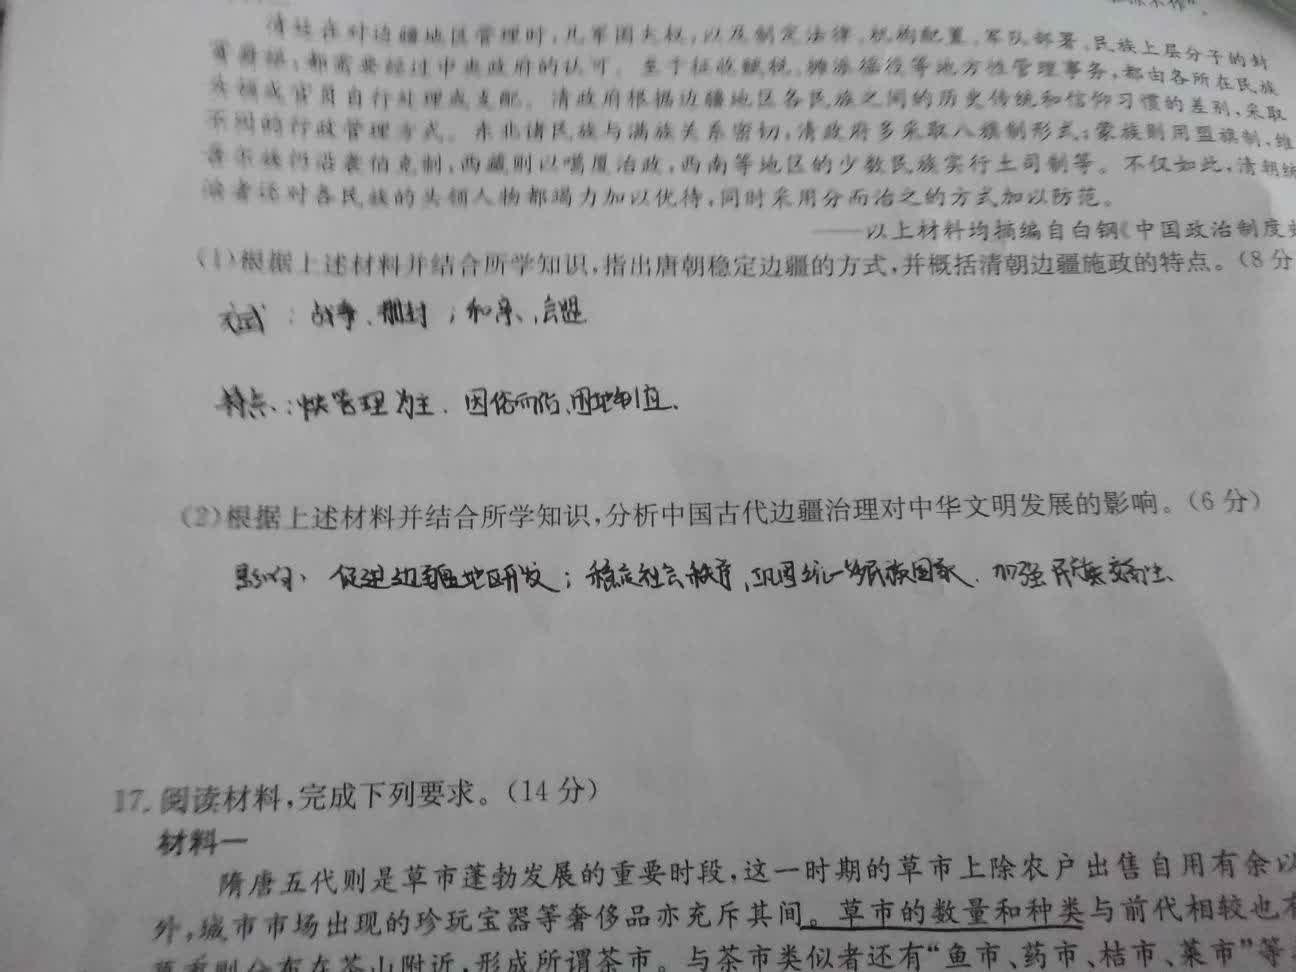 清廷在对边疆地区管理时,凡军国大权,以及制定法律、机构配置、军队部署、民族上层分子的封
都需要经过中央政府的认可。至于征收赋税、摊派徭役等地方性管理事务,都由各所在民族
头领或官员自行处理或支配。清政府根据边疆地区各民族之间的历史传统和信仰习惯的差别,采取
不同的行政管理方式。东北诸民族与满族关系密切,清政府多采取八旗制形式;蒙族则用盟旗制,维
吾尔族仍沿袭伯克制,西藏则以噶厦治政,西南等地区的少数民族实行土司制等。不仅如此,清朝统
治者还对各民族的头领人物都竭力加以优待,同时采用分而治之的方式加以防范。
——以上材料均摘编自白钢《中国政治制度史
(1)根据上述材料并结合所学知识,指出唐朝稳定边疆的方式,并概括清朝边疆施政的特点。(8分
方式:战争、册封;和亲、会盟
特点:管理为主.因俗而治、因地制宜、
(2)根据上述材料并结合所学知识,分析中国古代边疆治理对中华文明发展的影响。(6分)
影响:促进边疆地区开发;稳定社会秩序,巩固统一多民族国家、加强民族交
17.阅读材料,完成下列要求。(14分)
材料一
隋唐五代则是草市蓬勃发展的重要时段,这一时期的草市上除农户出售自用有余以
外,城市市场出现的珍玩宝器等奢侈品亦充斥其间。草市的数量和种类与前代相较也有
分布在茶山附近,形成所谓茶市。与茶市类似者还有“鱼市、药市、桔市、菜市”等